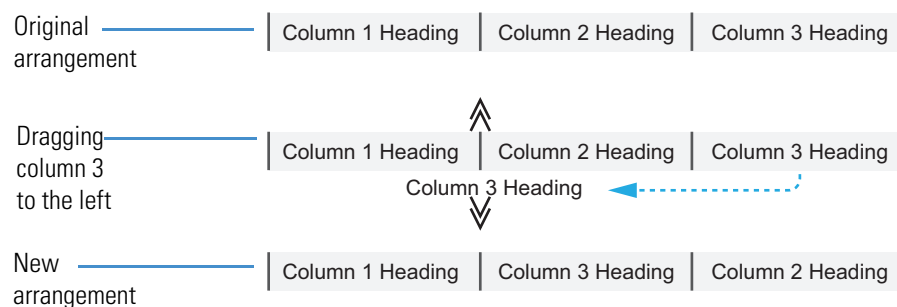 Original
arrangement
Column 1 Heading Column 2 Heading Column 3 Heading
Dragging
column 3
to the left
Column 1 Heading Column 2 Heading Column 3 Heading
Column 3 Heading
New
arrangement
Column 1 Heading Column 3 Heading Column 2 Heading